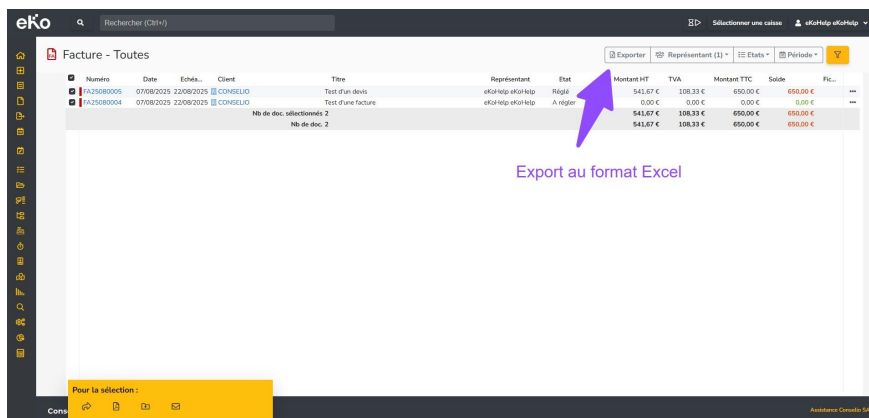 eKo
Rechercher (Ctrl+/)
Sélectionner une caisse
eKoHelp eKoHelp
Facture - Toutes
Exporter
Représentant (1)
Etats
Période
Numéro Date Echéa... Client Titre Représentant Etat Montant HT TVA Montant TTC Solde Fic...
FA25080005 07/08/2025 22/08/2025 CONSELIO Test d'un devis eKoHelp eKoHelp Réglé 541,67 € 108,33 € 650,00 € 650,00 €
FA25080004 07/08/2025 22/08/2025 CONSELIO Test d'une facture eKoHelp eKoHelp A régler 0,00 € 0,00 € 0,00 € 0,00 €
Nb de doc. sélectionnés 2 541,67 € 108,33 € 650,00 € 650,00 €
Nb de doc. 2 541,67 € 108,33 € 650,00 € 650,00 €
Export au format Excel
Pour la sélection :
Cons
Assistance Conselio SA